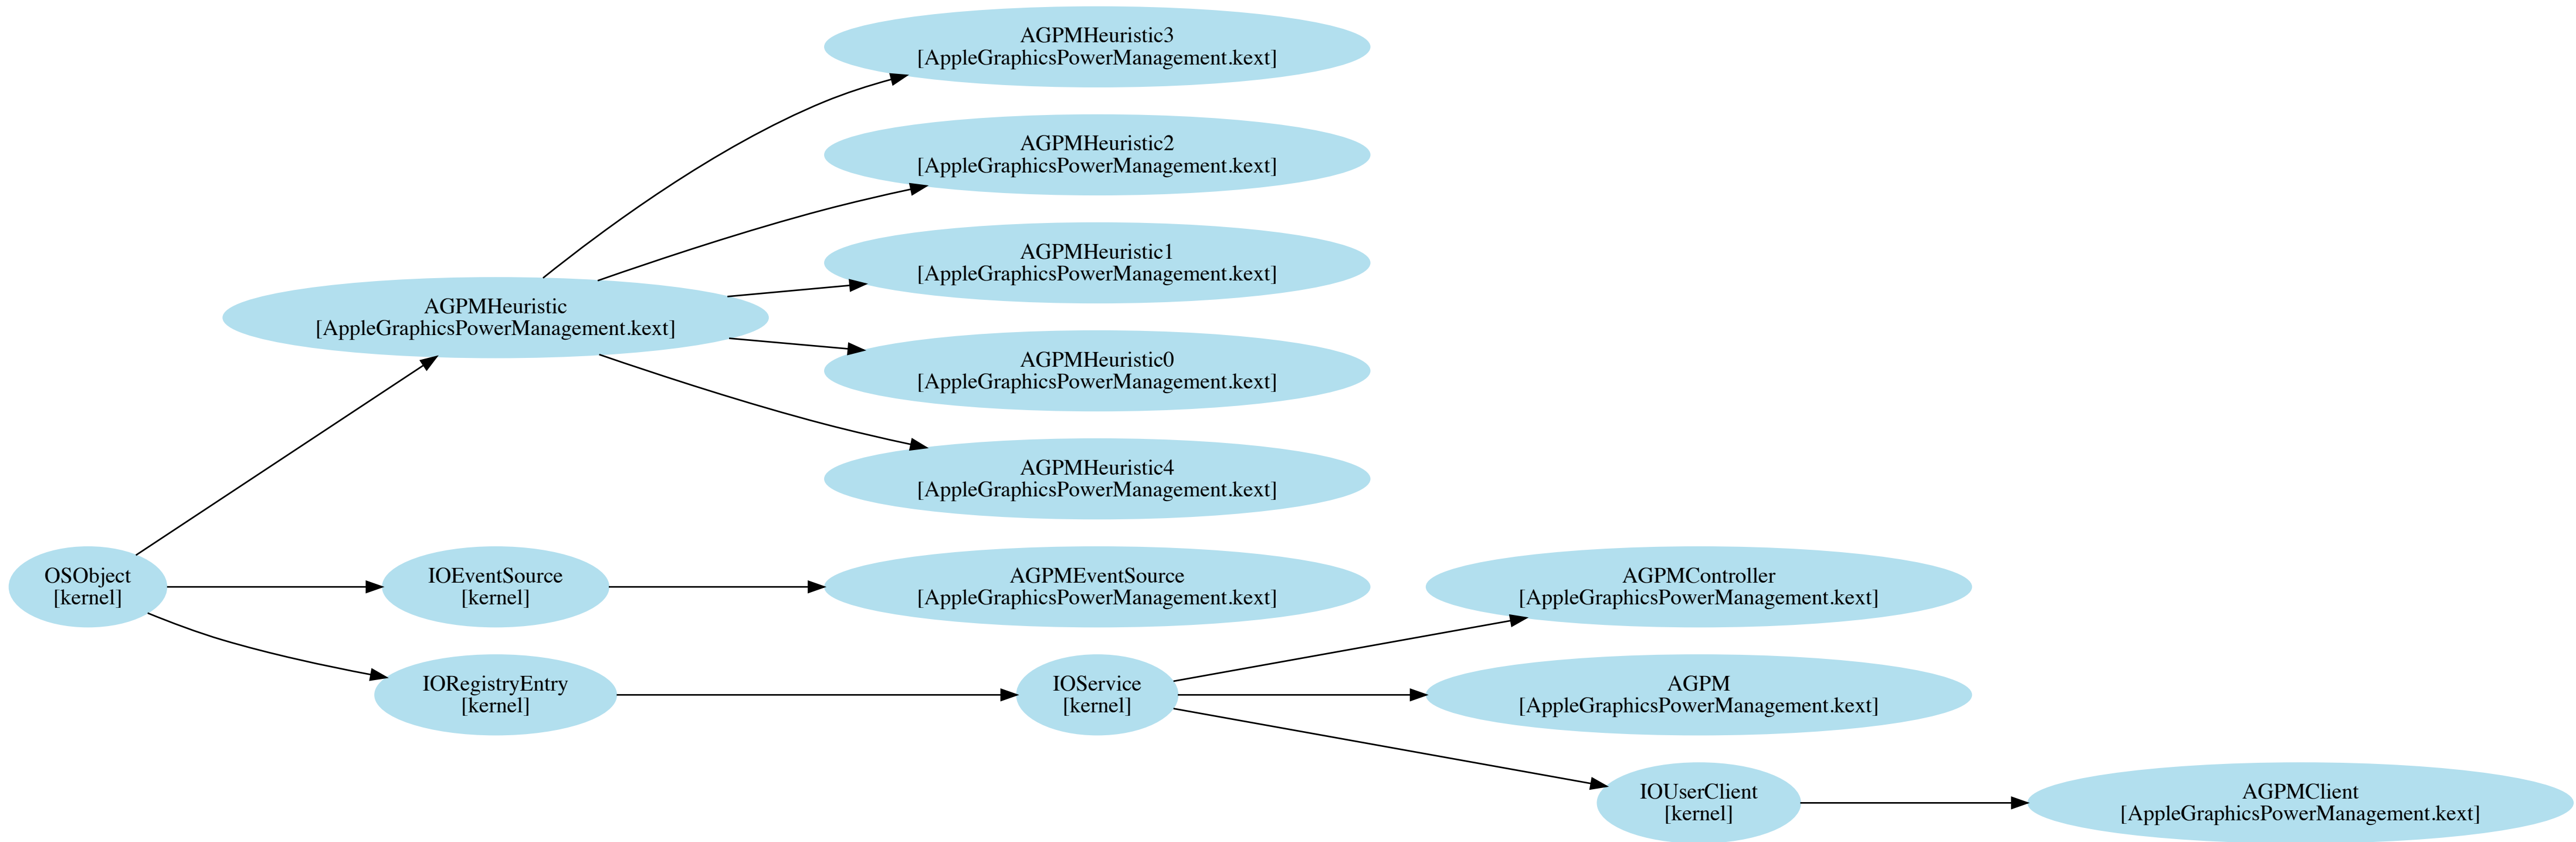 AGPMHeuristic3
[AppleGraphicsPowerManagement.kext]
AGPMHeuristic2
[AppleGraphicsPowerManagement.kext]
AGPMHeuristic1
[AppleGraphicsPowerManagement.kext]
AGPMHeuristic
[AppleGraphicsPowerManagement.kext]
AGPMHeuristic0
[AppleGraphicsPowerManagement.kext]
AGPMHeuristic4
[AppleGraphicsPowerManagement.kext]
OSObject
[kernel]
IOEventSource
[kernel]
AGPMEventSource
[AppleGraphicsPowerManagement.kext]
AGPMController
[AppleGraphicsPowerManagement.kext]
IORegistryEntry
[kernel]
IOService
[kernel]
AGPM
[AppleGraphicsPowerManagement.kext]
IOUserClient
[kernel]
AGPMClient
[AppleGraphicsPowerManagement.kext]